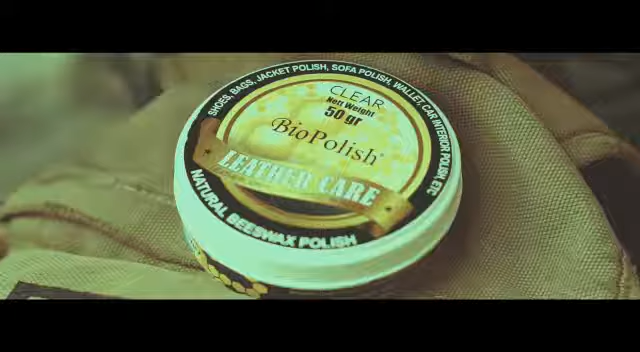 SHOES, BAGS, JACKET POLISH, SOFA POLISH, WALLET, CAR INTERIOR POLISH, ETC
CLEAR
Nett Weight
50 gr
BioPolish®
LEATHER CARE
NATURAL BEESWAX POLISH